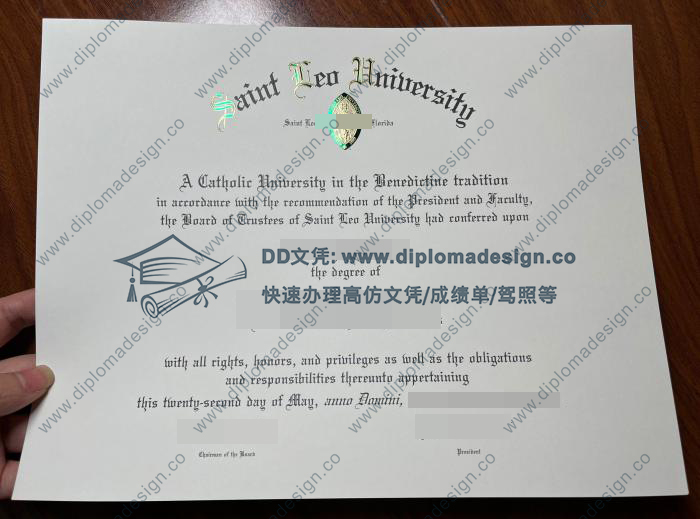 Saint Leo University
Saint Leo Florida
A Catholic University in the Benedictine tradition
in accordance with the recommendation of the President and Faculty,
the Board of Trustees of Saint Leo University had conferred upon
DD文凭: www.diplomadesign.co
the degree of
快速办理高仿文凭/成绩单/驾照等
with all rights, honors, and privileges as well as the obligations
and responsibilities thereunto appertaining
this twenty-second day of May, anno Domini,
Chairman of the Board
President
www.diplomadesign.co